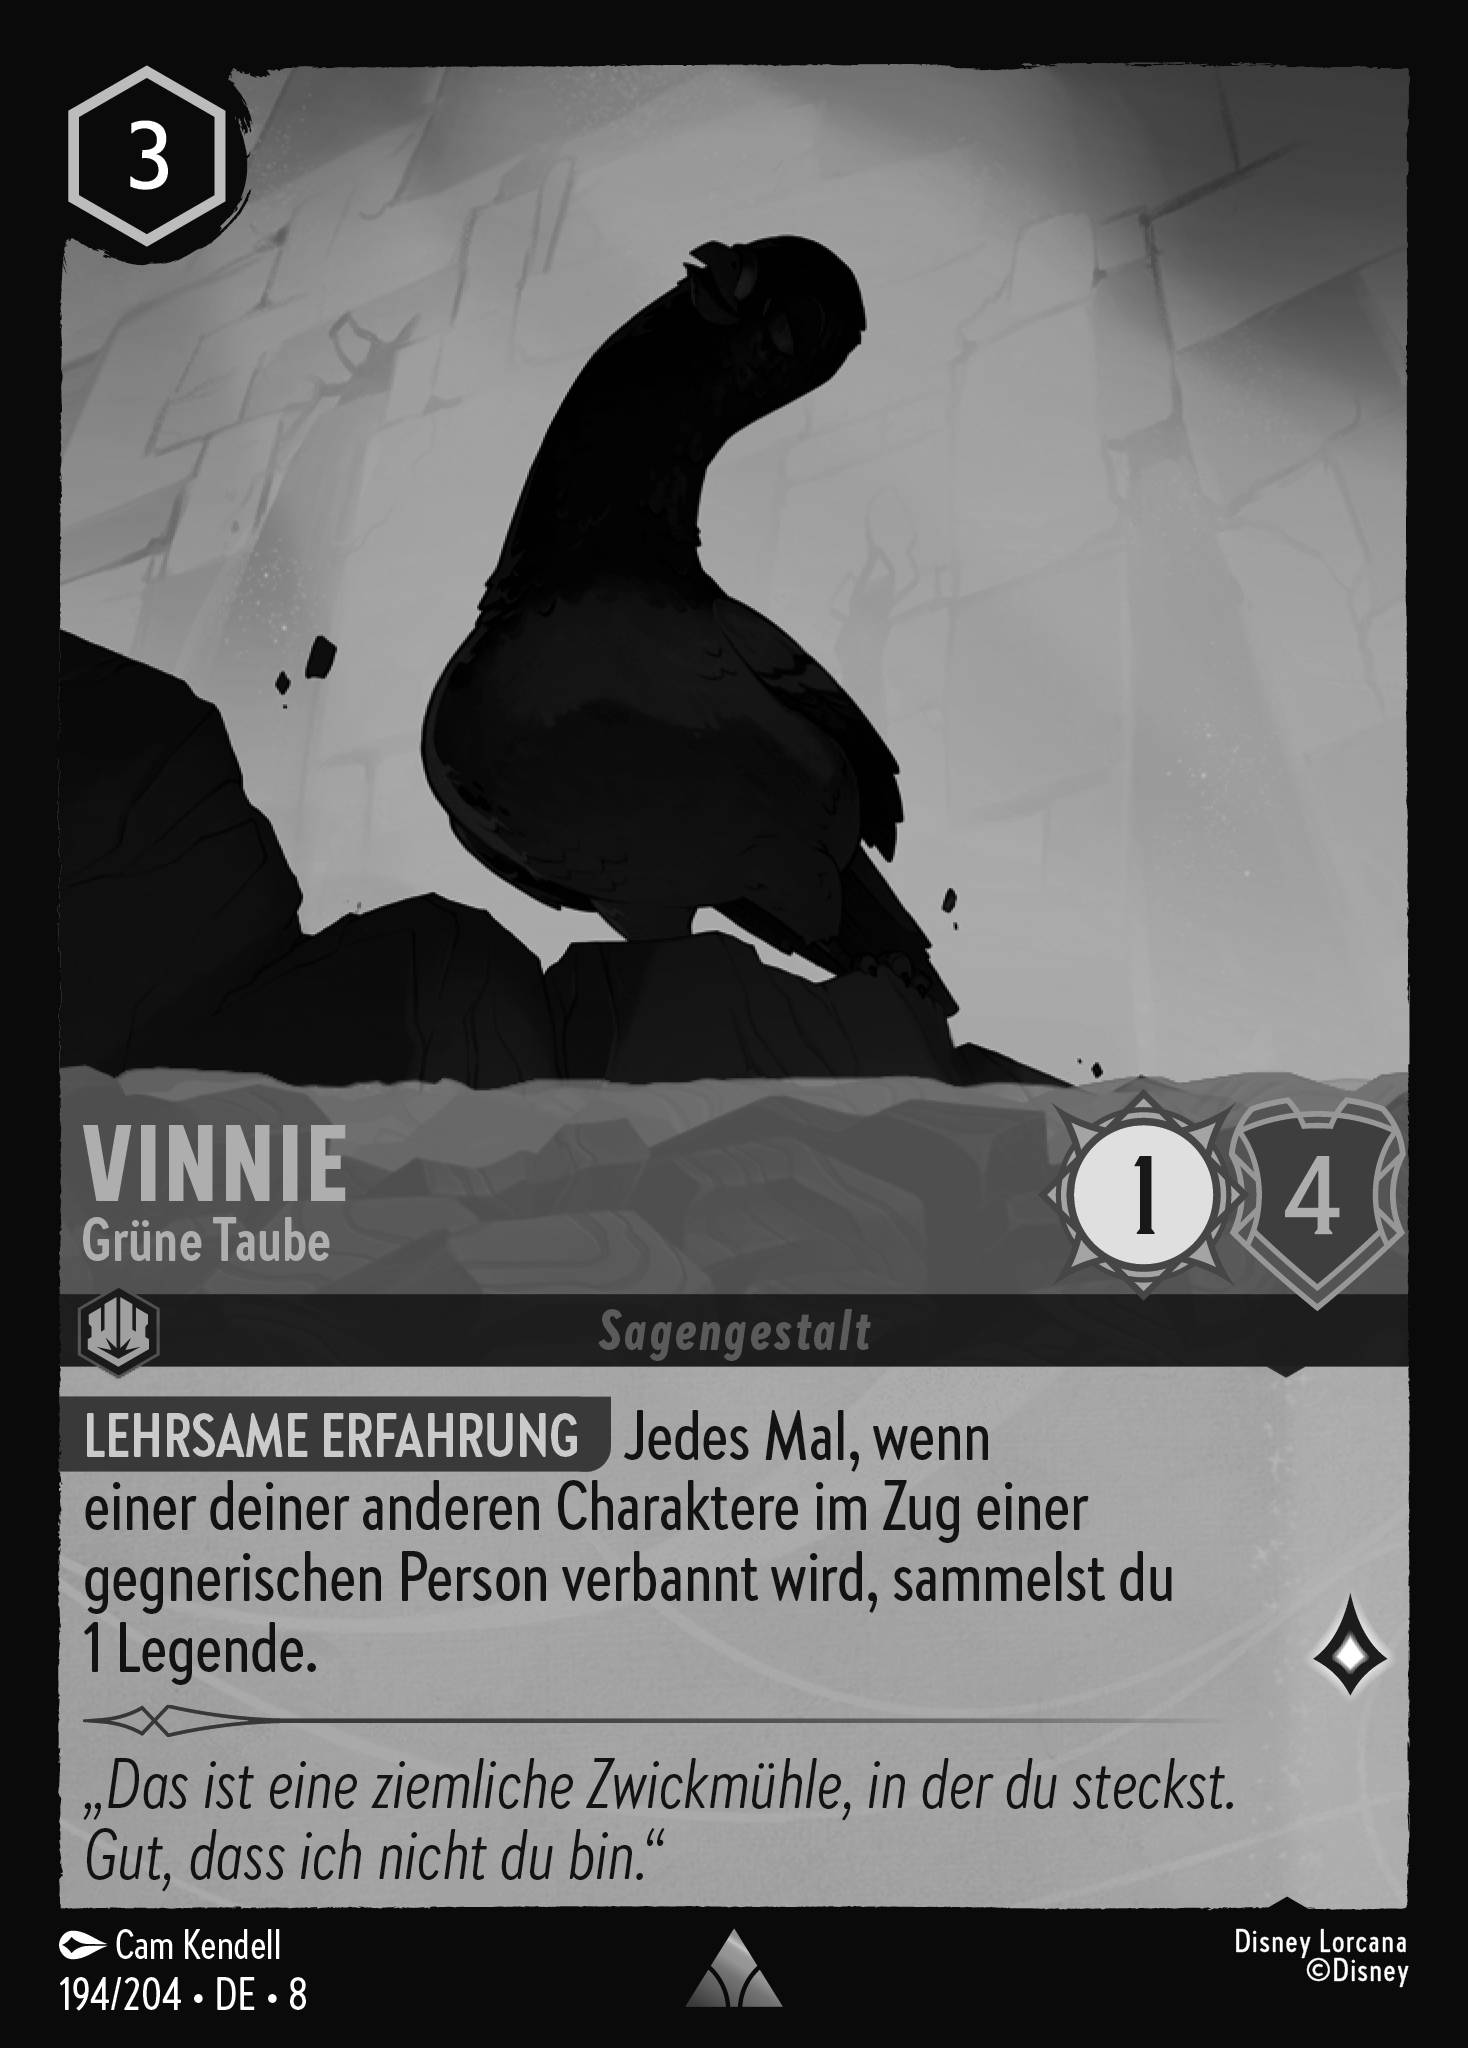 3
VINNIE
Grüne Taube
1
4
Sagengestalt
LEHRSAME ERFAHRUNG Jedes Mal, wenn
einer deiner anderen Charaktere im Zug einer
gegnerischen Person verbannt wird, sammelst du
1 Legende.
„Das ist eine ziemliche Zwickmühle, in der du steckst.
Gut, dass ich nicht du bin.“
Cam Kendell
194/204 • DE • 8
Disney Lorcana
©Disney